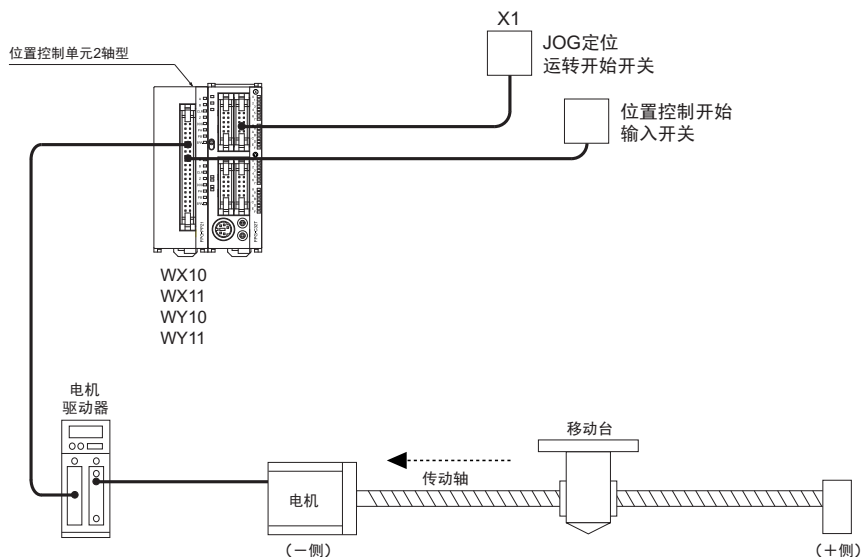 X1
JOG定位
运转开始开关
位置控制单元2轴型
位置控制开始
输入开关
WX10
WX11
WY10
WY11
电机
驱动器
移动台
传动轴
电机
（－侧）
（＋侧）